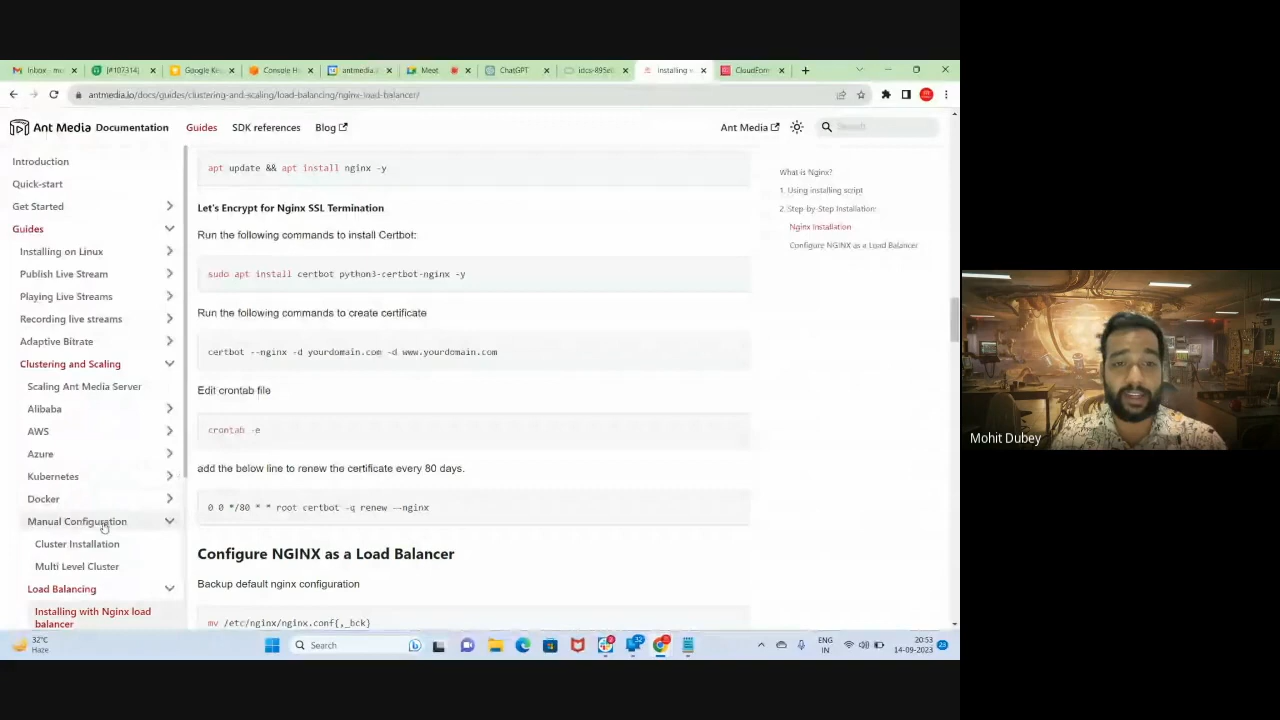 Inbox - mo
[#107314]
Google Ke
Console H
antmedia.
Meet
ChatGPT
idcs-895e
Installing w
CloudForm
antmedia.io/docs/guides/clustering-and-scaling/load-balancing/nginx-load-balancer/
Ant Media Documentation
Guides
SDK references
Blog
Ant Media
Search
Introduction
Quick-start
Get Started
Guides
Installing on Linux
Publish Live Stream
Playing Live Streams
Recording live streams
Adaptive Bitrate
Clustering and Scaling
Scaling Ant Media Server
Alibaba
AWS
Azure
Kubernetes
Docker
Manual Configuration
Cluster Installation
Multi Level Cluster
Load Balancing
Installing with Nginx load
balancer
apt update && apt install nginx -y
Let's Encrypt for Nginx SSL Termination
Run the following commands to install Certbot:
sudo apt install certbot python3-certbot-nginx -y
Run the following commands to create certificate
certbot --nginx -d yourdomain.com -d www.yourdomain.com
Edit crontab file
crontab -e
add the below line to renew the certificate every 80 days.
0 0 */80 * * root certbot -q renew --nginx
Configure NGINX as a Load Balancer
Backup default nginx configuration
mv /etc/nginx/nginx.conf{,_bck}
What is Nginx?
1. Using installing script
2. Step-by-Step Installation:
Nginx Installation
Configure NGINX as a Load Balancer
Mohit Dubey
32°C
Haze
Search
ENG
IN
20:53
14-09-2023